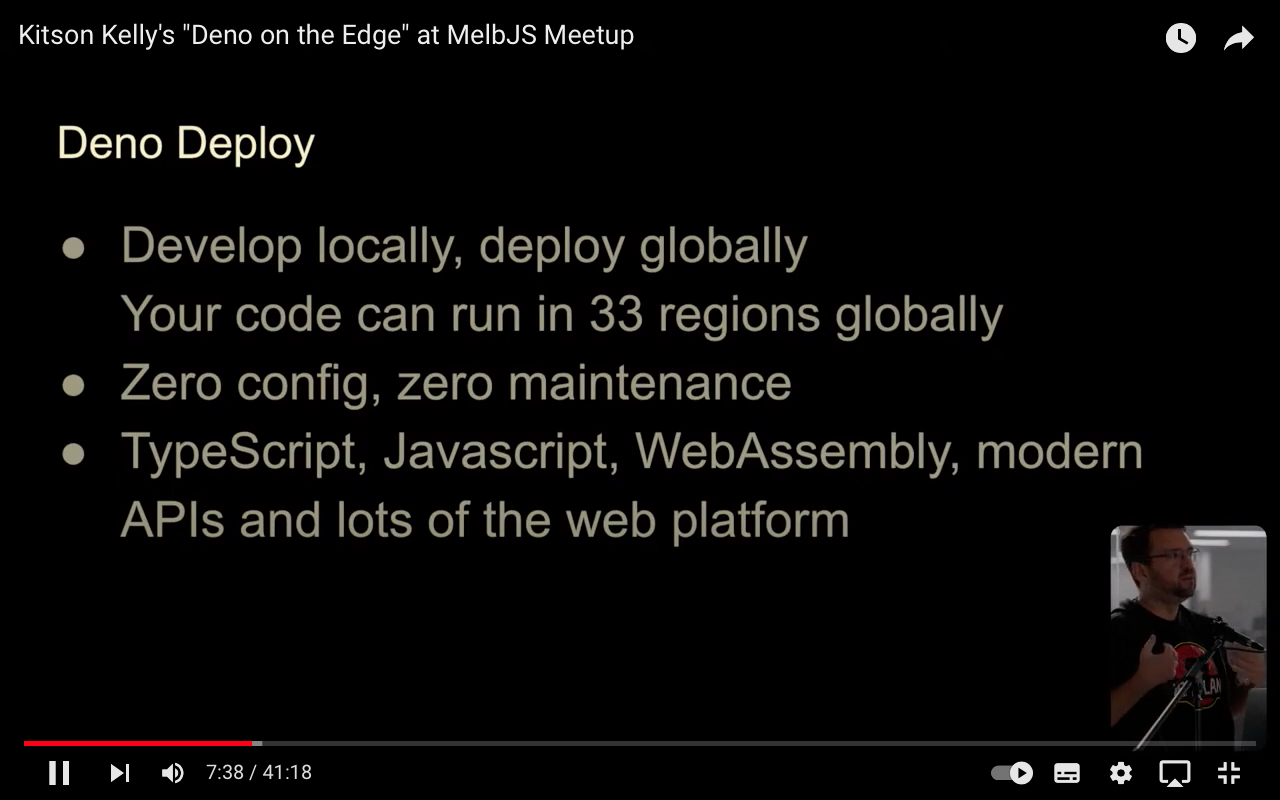 Kitson Kelly's "Deno on the Edge" at MelbJS Meetup
Deno Deploy
● Develop locally, deploy globally
Your code can run in 33 regions globally
● Zero config, zero maintenance
● TypeScript, Javascript, WebAssembly, modern
APIs and lots of the web platform
7:38 / 41:18